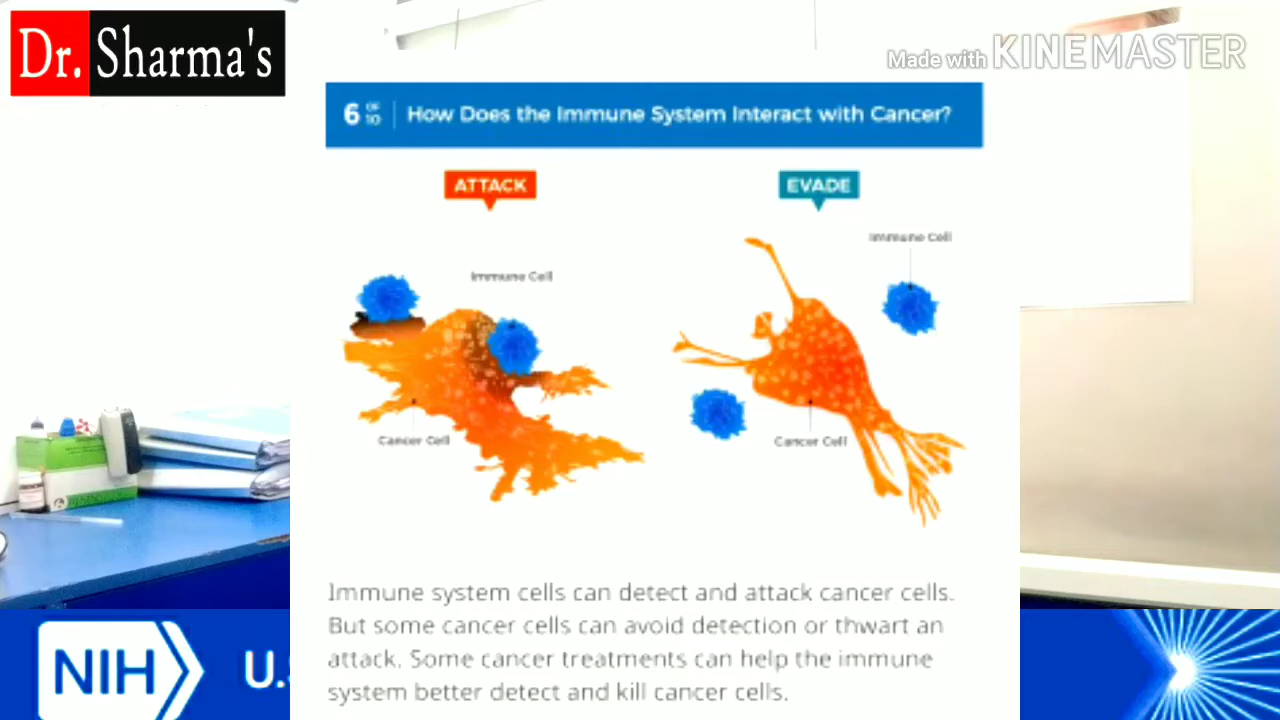 Dr. Sharma's
Made with KINEMASTER
6 OF 10 How Does the Immune System Interact with Cancer?
ATTACK
EVADE
Immune Cell
Immune Cell
Cancer Cell
Cancer Cell
Immune system cells can detect and attack cancer cells.
But some cancer cells can avoid detection or thwart an
attack. Some cancer treatments can help the immune
system better detect and kill cancer cells.
NIH
U.S